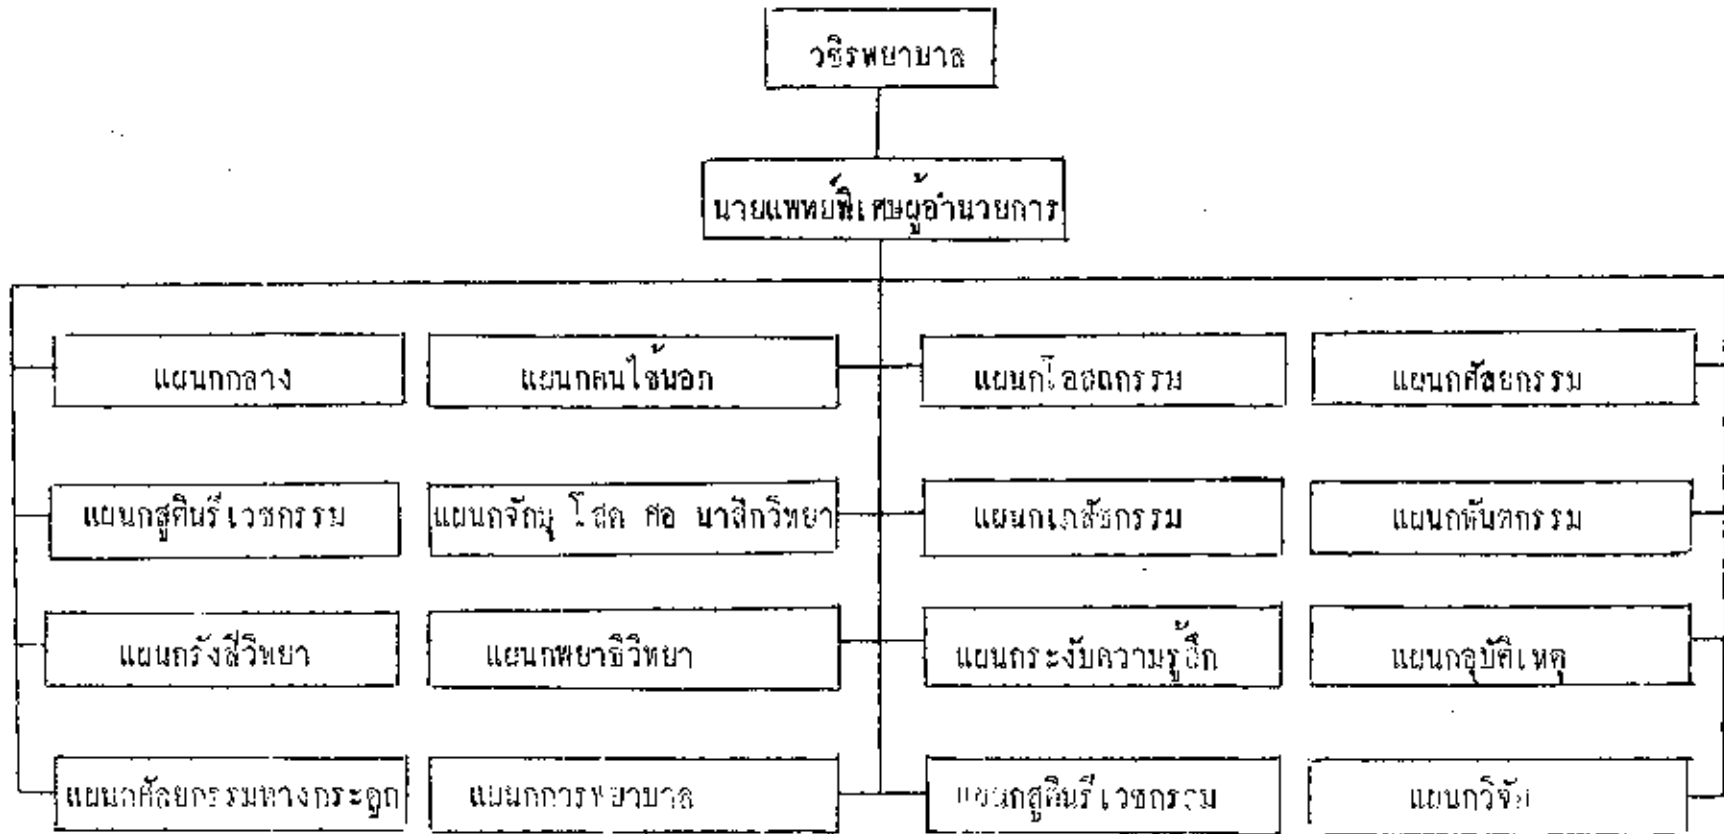 วชิรพยาบาล
นายแพทย์พิเศษผู้อำนวยการ
แผนกกลาง แผนกคนไข้นอก แผนกโอสถกรรม แผนกศัลยกรรม
แผนกสูตินรีเวชกรรม แผนกจักษุ โสต ศอ นาสิกวิทยา แผนกเภสัชกรรม แผนกทันตกรรม
แผนกรังสีวิทยา แผนกพยาธิวิทยา แผนกระงับความรู้สึก แผนกอุบัติเหตุ
แผนกศัลยกรรมทางกระดูก แผนกการพยาบาล แผนกสูตินรีเวชกรรม แผนกวิจัย